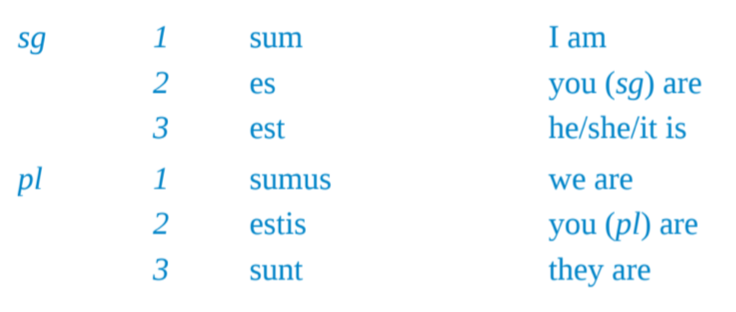 sg 1 sum I am
2 es you (sg) are
3 est he/she/it is
pl 1 sumus we are
2 estis you (pl) are
3 sunt they are